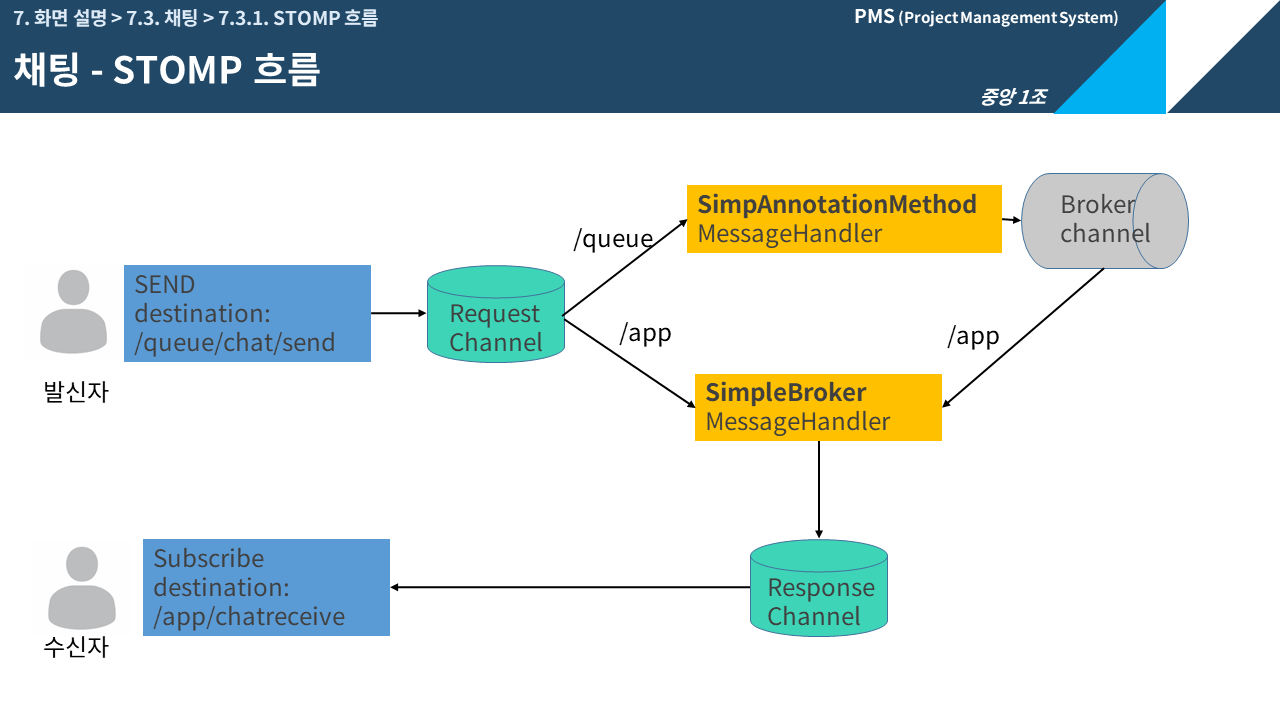 7. 화면 설명 > 7.3. 채팅 > 7.3.1. STOMP 흐름
PMS (Project Management System)
채팅 - STOMP 흐름
중앙 1조
SimpAnnotationMethod
MessageHandler
Broker
channel
/queue
SEND
destination:
/queue/chat/send
Request
Channel
/app
/app
발신자
SimpleBroker
MessageHandler
Subscribe
destination:
/app/chatreceive
Response
Channel
수신자